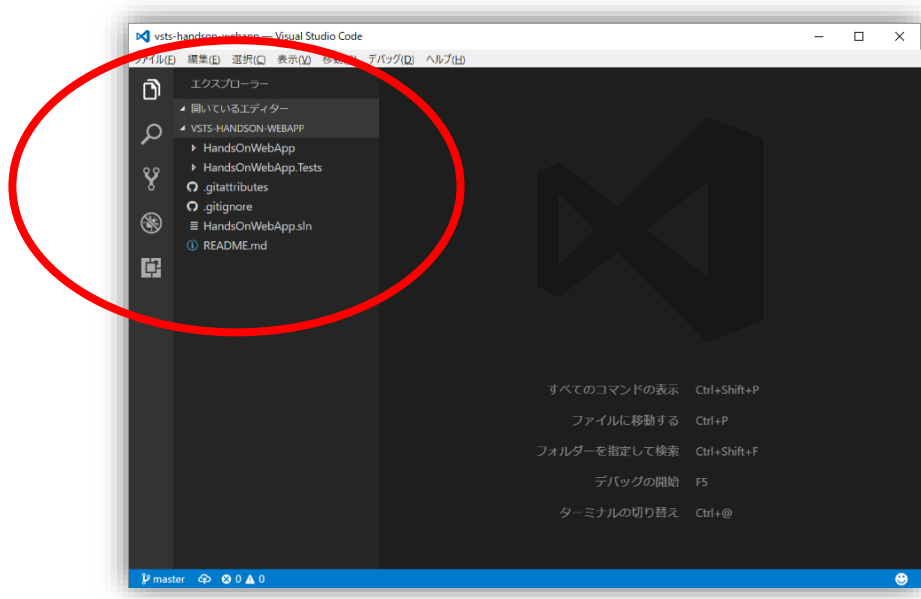 vsts-handson-webapp — Visual Studio Code
ファイル(F) 編集(E) 選択(C) 表示(V) 移動(G) デバッグ(D) ヘルプ(H)
エクスプローラー
開いているエディター
VSTS-HANDSON-WEBAPP
HandsOnWebApp
HandsOnWebApp.Tests
.gitattributes
.gitignore
HandsOnWebApp.sln
README.md
すべてのコマンドの表示 Ctrl+Shift+P
ファイルに移動する Ctrl+P
フォルダーを指定して検索 Ctrl+Shift+F
デバッグの開始 F5
ターミナルの切り替え Ctrl+@
master 0 0